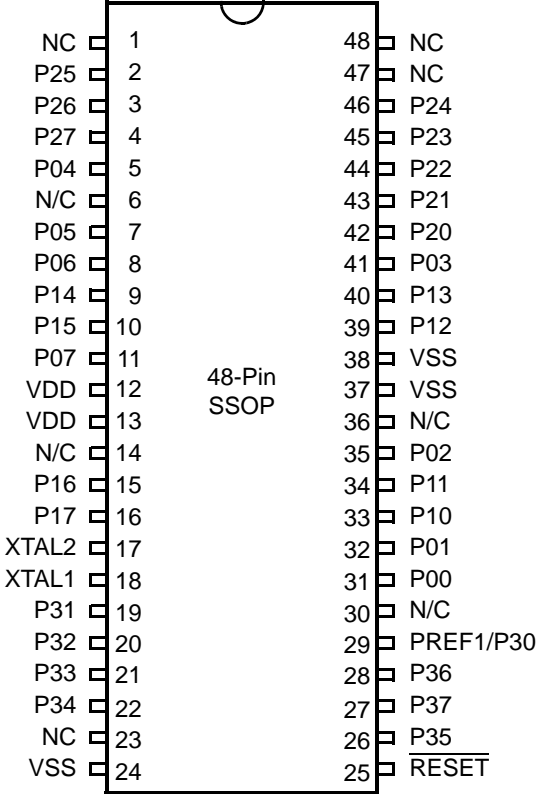 NC 1 48 NC
P25 2 47 NC
P26 3 46 P24
P27 4 45 P23
P04 5 44 P22
N/C 6 43 P21
P05 7 42 P20
P06 8 41 P03
P14 9 40 P13
P15 10 39 P12
P07 11 38 VSS
48-Pin
VDD 12 37 VSS
SSOP
VDD 13 36 N/C
N/C 14 35 P02
P16 15 34 P11
P17 16 33 P10
XTAL2 17 32 P01
XTAL1 18 31 P00
P31 19 30 N/C
P32 20 29 PREF1/P30
P33 21 28 P36
P34 22 27 P37
NC 23 26 P35
VSS 24 25 RESET